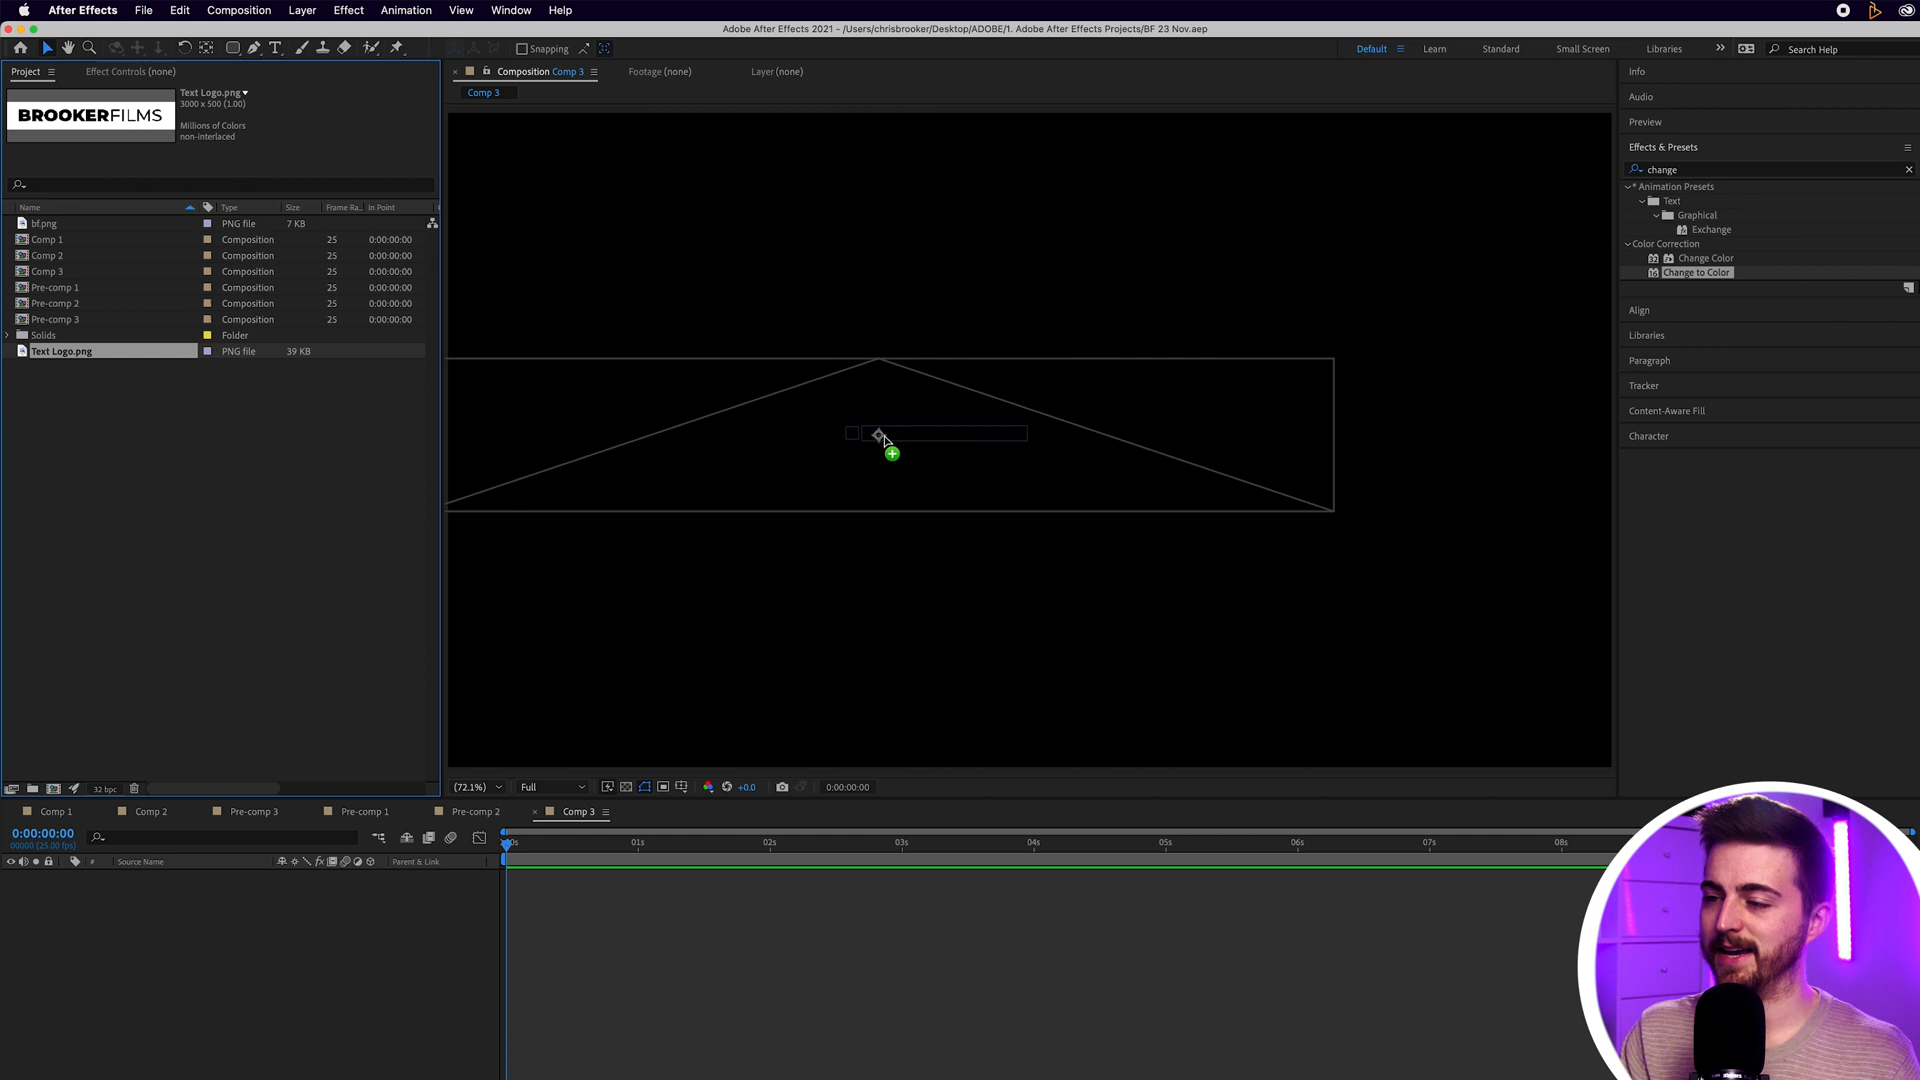 After Effects File Edit Composition Layer Effect Animation View Window Help
Adobe After Effects 2021 - /Users/chrisbrooker/Desktop/ADOBE/1. Adobe After Effects Projects/BF 23 Nov.aep
Snapping Default Learn Standard Small Screen Libraries Search Help
Project Effect Controls (none)
Composition Comp 3 Footage (none) Layer (none)
Comp 3
Text Logo.png
3000 x 500 (1.00)
Millions of Colors
non-interlaced
BROOKERFILMS
Name Type Size Frame Ra... In Point
bf.png PNG file 7 KB
Comp 1 Composition 25 0:00:00:00
Comp 2 Composition 25 0:00:00:00
Comp 3 Composition 25 0:00:00:00
Pre-comp 1 Composition 25 0:00:00:00
Pre-comp 2 Composition 25 0:00:00:00
Pre-comp 3 Composition 25 0:00:00:00
Solids Folder
Text Logo.png PNG file 39 KB
32 bpc
(72.1%) Full +0.0 0:00:00:00
Info
Audio
Preview
Effects & Presets
change
* Animation Presets
Text
Graphical
Exchange
Color Correction
Change Color
Change to Color
Align
Libraries
Paragraph
Tracker
Content-Aware Fill
Character
Comp 1 Comp 2 Pre-comp 3 Pre-comp 1 Pre-comp 2 Comp 3
0:00:00:00
00000 (25.00 fps)
# Source Name Parent & Link
01s 02s 03s 04s 05s 06s 07s 08s